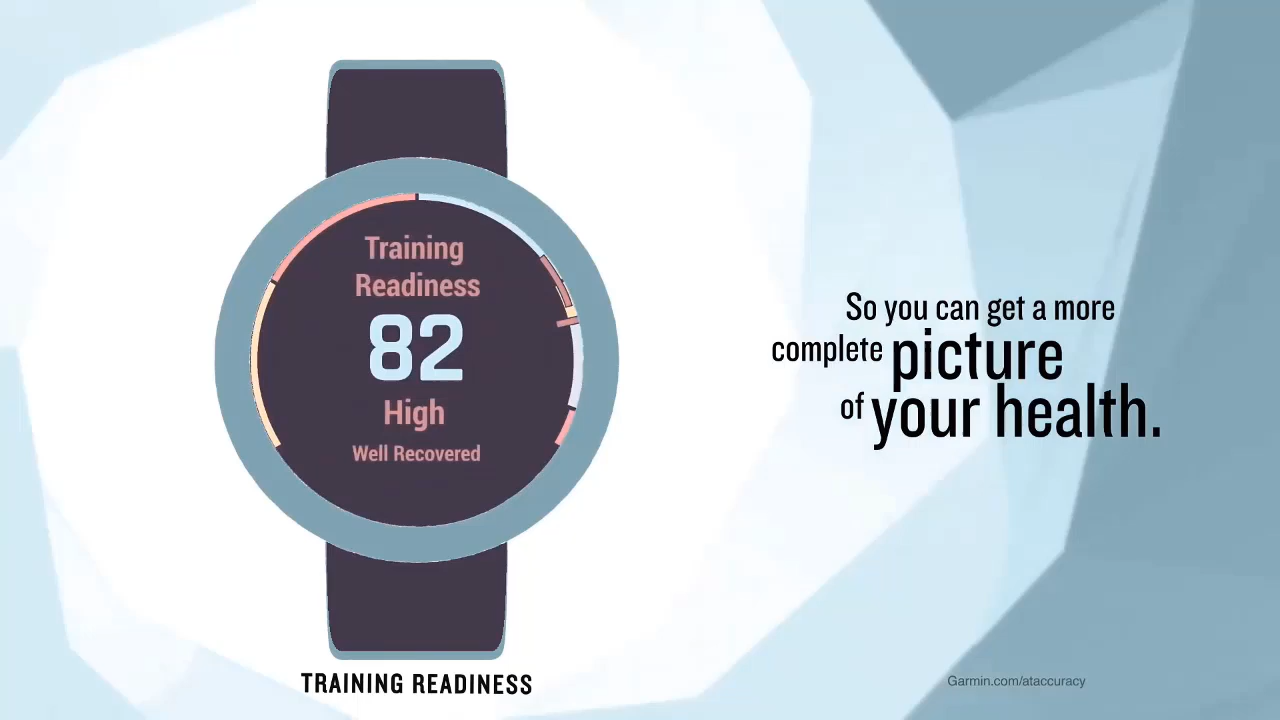 Training
Readiness
82
High
Well Recovered
TRAINING READINESS
So you can get a more
complete picture
of your health.
Garmin.com/ataccuracy